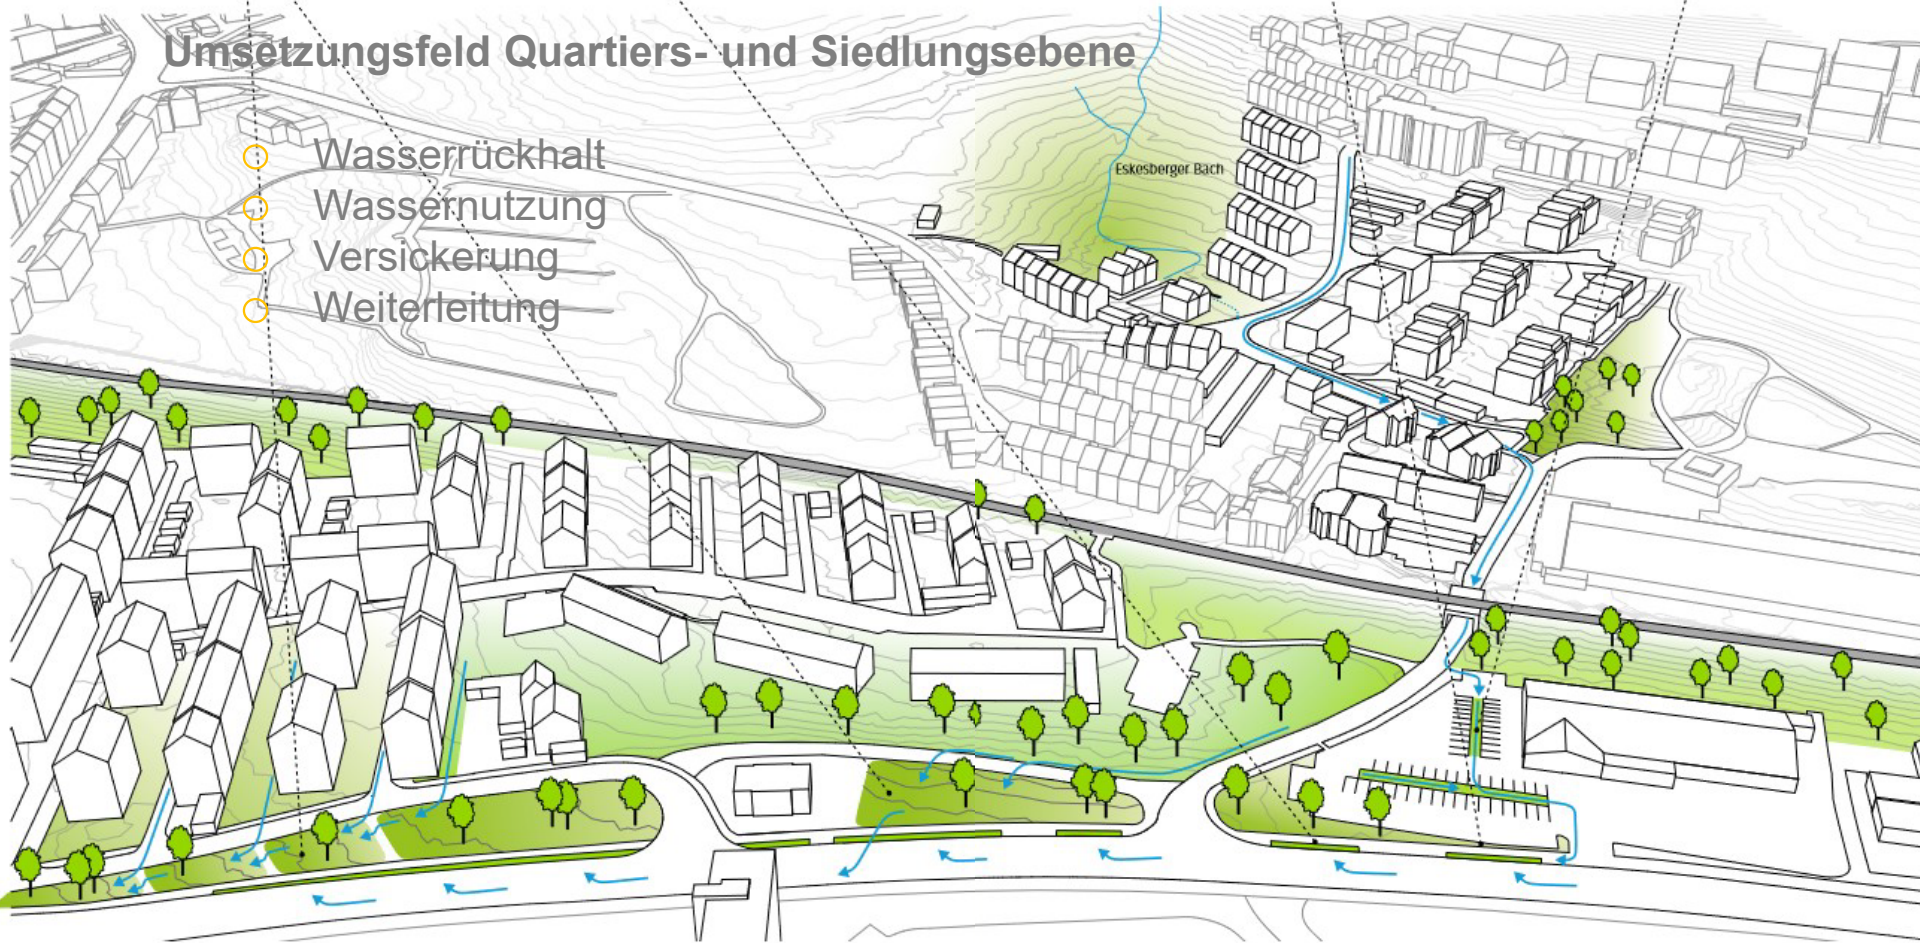 Umsetzungsfeld Quartiers- und Siedlungsebene
Wasserrückhalt
Wassernutzung
Versickerung
Weiterleitung
Eskesberger Bach